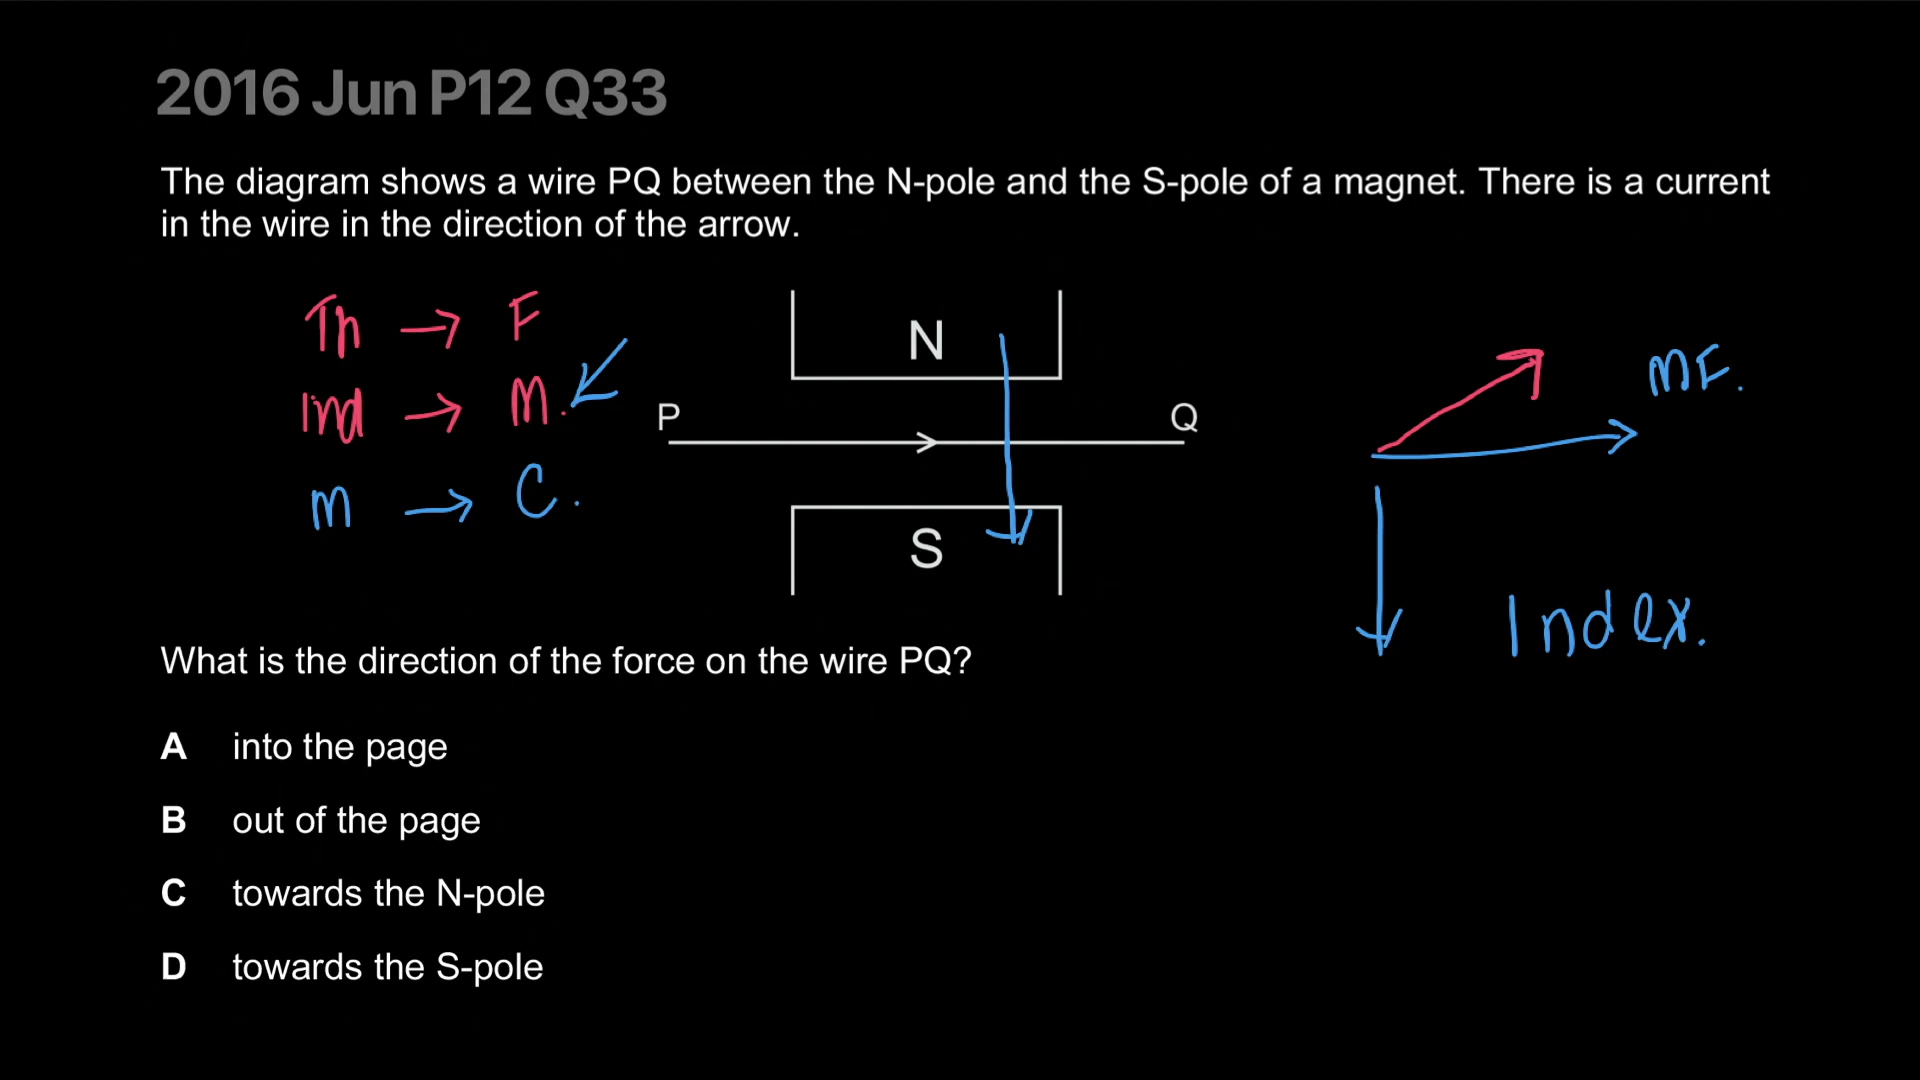 2016 Jun P12 Q33
The diagram shows a wire PQ between the N-pole and the S-pole of a magnet. There is a current
in the wire in the direction of the arrow.
Th → F
Ind → M.
m → C.
N
P
Q
S
MF.
Index.
What is the direction of the force on the wire PQ?
A into the page
B out of the page
C towards the N-pole
D towards the S-pole